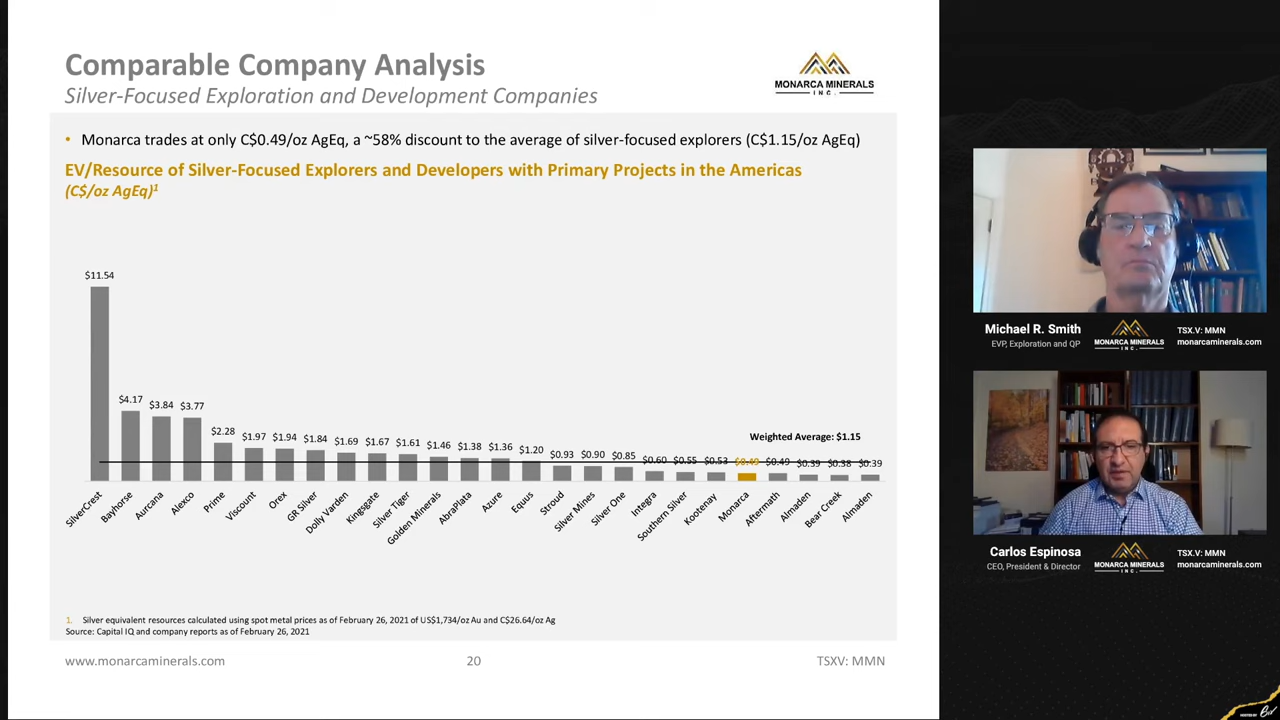 Comparable Company Analysis
Silver-Focused Exploration and Development Companies
MONARCA MINERALS
INC.
• Monarca trades at only C$0.49/oz AgEq, a ~58% discount to the average of silver-focused explorers (C$1.15/oz AgEq)
EV/Resource of Silver-Focused Explorers and Developers with Primary Projects in the Americas
(C$/oz AgEq)1
$11.54
$4.17
$3.84
$3.77
$2.28
$1.97
$1.94
$1.84
$1.69
$1.67
$1.61
$1.46
$1.38
$1.36
$1.20
$0.93
$0.90
$0.85
$0.60
$0.55
$0.53
$0.49
$0.49
$0.39
$0.38
$0.39
Weighted Average: $1.15
SilverCrest
Bayhorse
Aurcana
Alexco
Prime
Viscount
Orex
GR Silver
Dolly Varden
Kingsgate
Silver Tiger
Golden Minerals
AbraPlata
Azure
Equus
Stroud
Silver Mines
Silver One
Integra
Southern Silver
Kootenay
Monarca
Aftermath
Almaden
Bear Creek
Almaden
1. Silver equivalent resources calculated using spot metal prices as of February 26, 2021 of US$1,734/oz Au and C$26.64/oz Ag
Source: Capital IQ and company reports as of February 26, 2021
www.monarcaminerals.com
20
TSXV: MMN
Michael R. Smith
EVP, Exploration and QP
MONARCA MINERALS
INC.
TSX.V: MMN
monarcaminerals.com
Carlos Espinosa
CEO, President & Director
MONARCA MINERALS
INC.
TSX.V: MMN
monarcaminerals.com
HOSTED BY